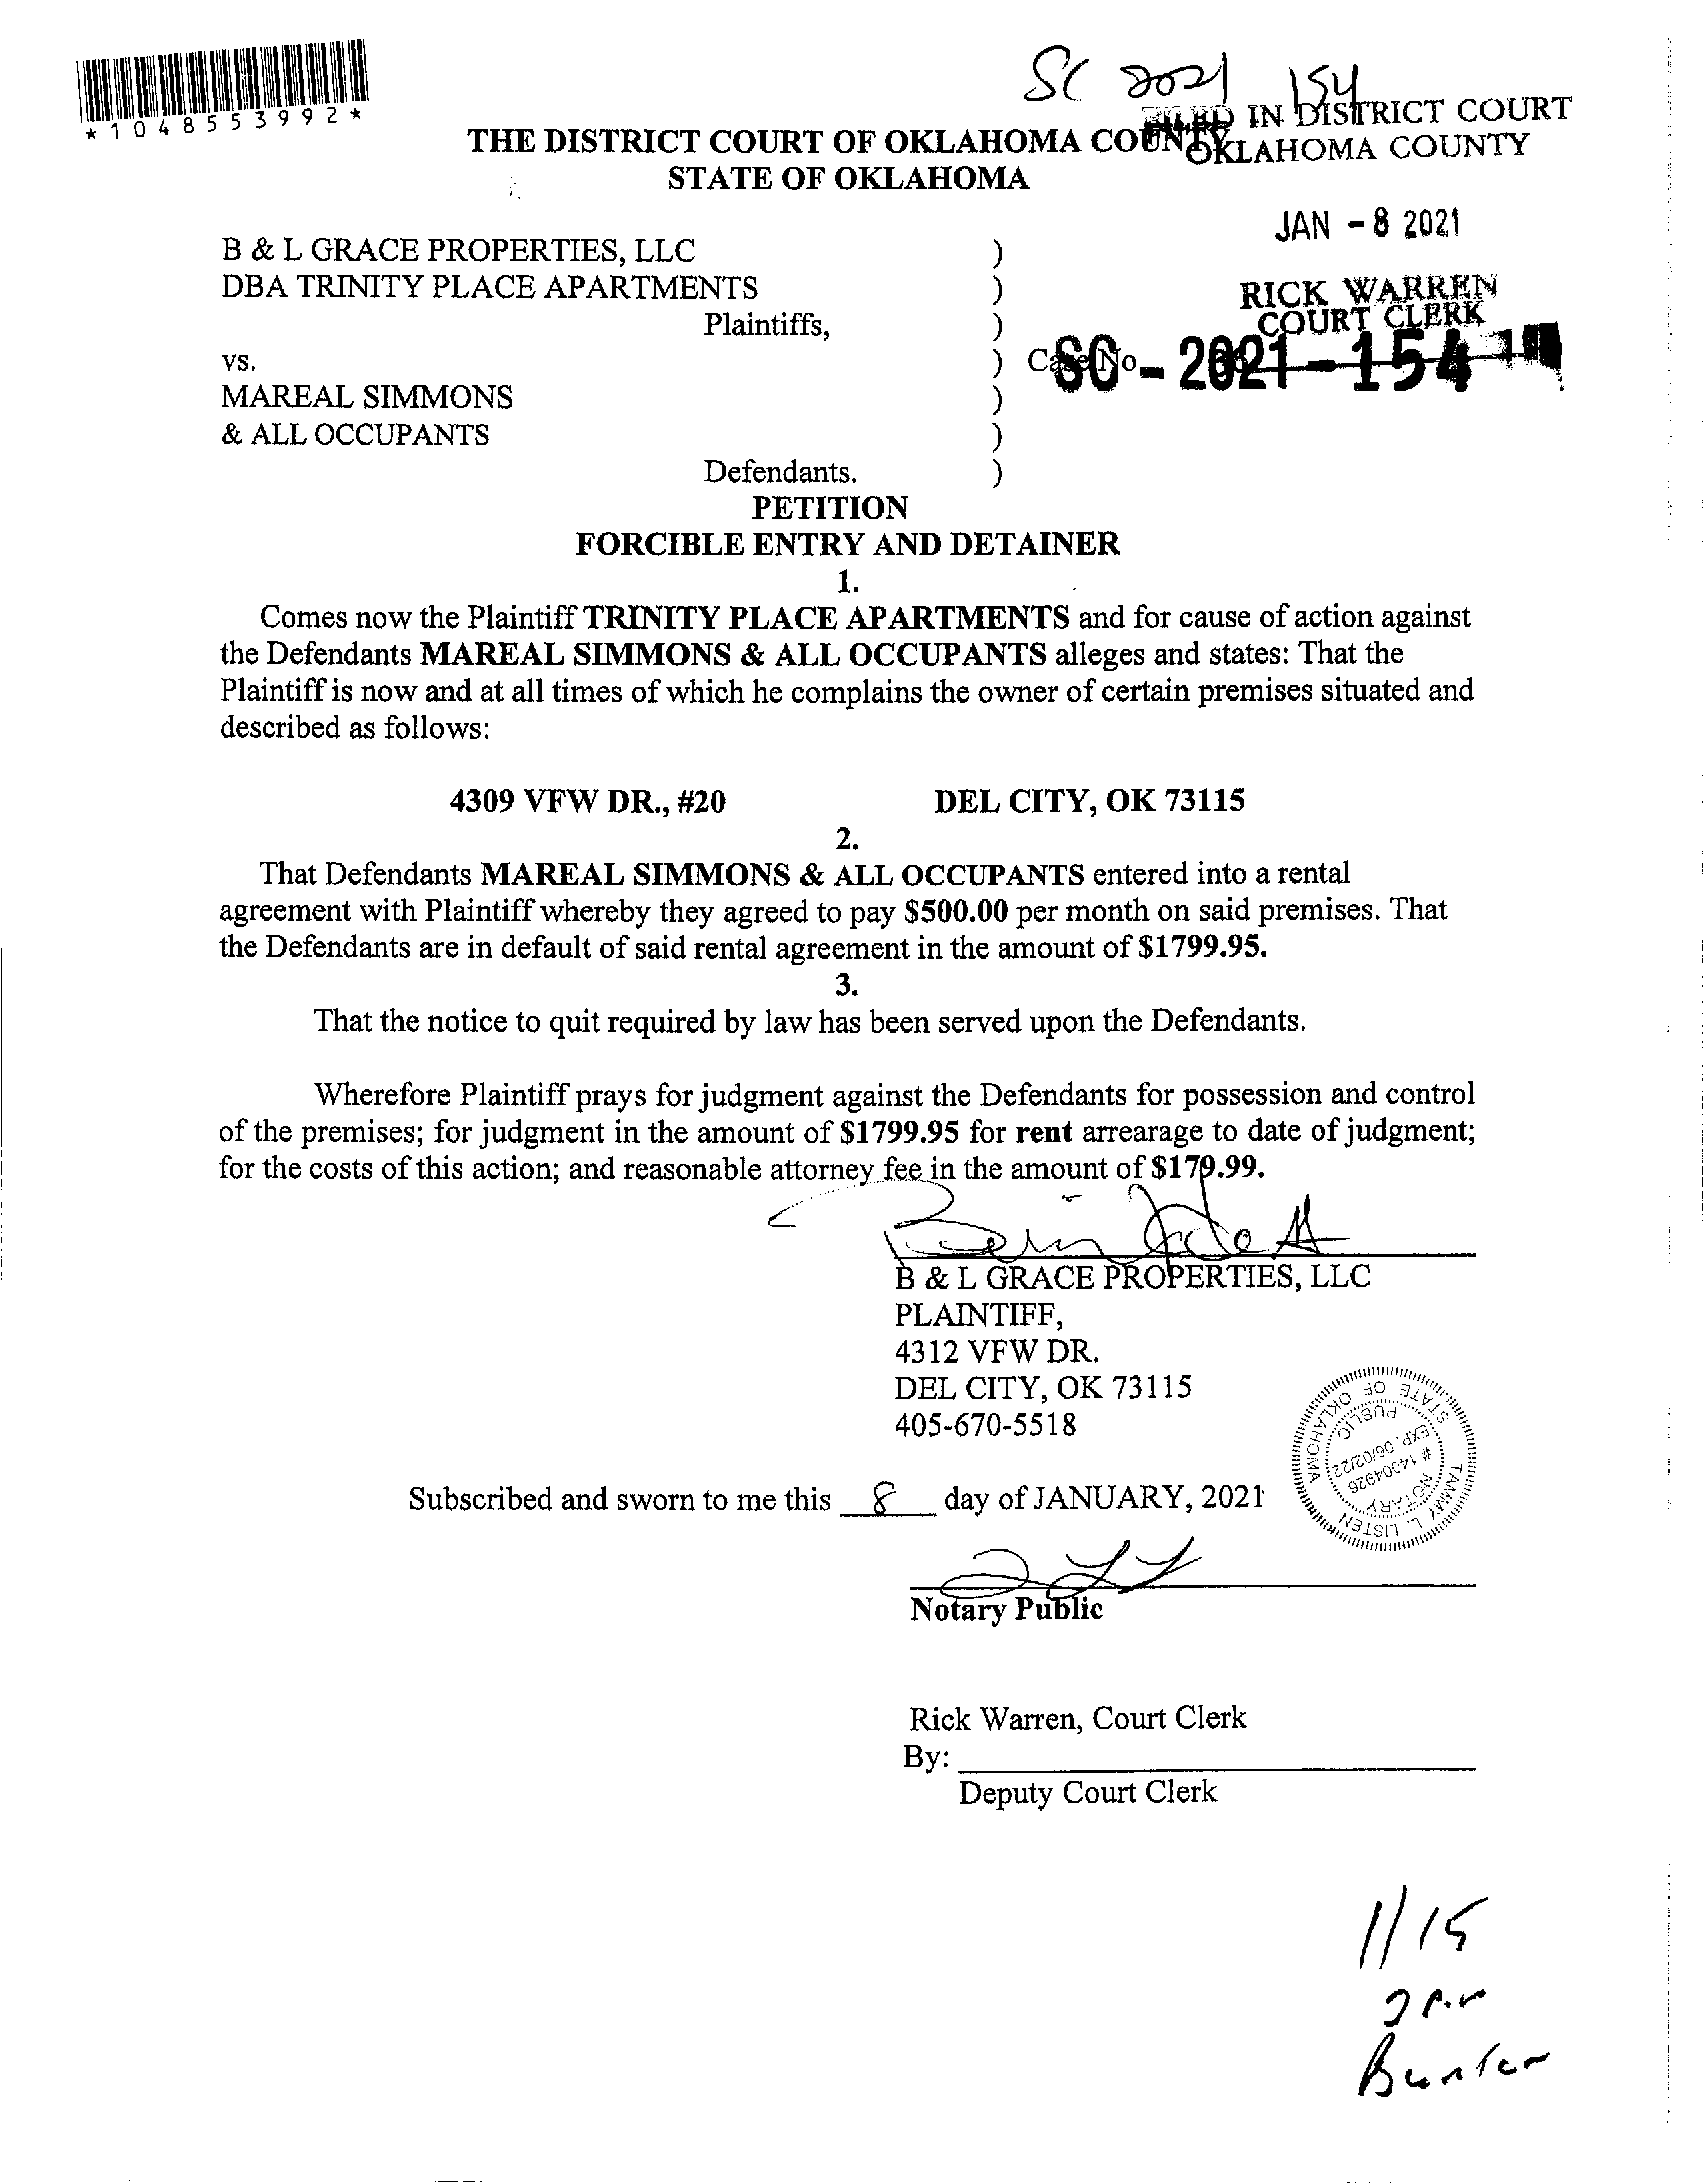 *1048553992*
SC 2021 154
FILED IN DISTRICT COURT
OKLAHOMA COUNTY
THE DISTRICT COURT OF OKLAHOMA COUNTY
STATE OF OKLAHOMA
JAN - 8 2021
RICK WARREN
COURT CLERK
B & L GRACE PROPERTIES, LLC )
DBA TRINITY PLACE APARTMENTS )
Plaintiffs, )
vs. ) Case No
SC - 2021 - 154
MAREAL SIMMONS )
& ALL OCCUPANTS )
Defendants. )
PETITION
FORCIBLE ENTRY AND DETAINER
1.
Comes now the Plaintiff TRINITY PLACE APARTMENTS and for cause of action against
the Defendants MAREAL SIMMONS & ALL OCCUPANTS alleges and states: That the
Plaintiff is now and at all times of which he complains the owner of certain premises situated and
described as follows:
4309 VFW DR., #20 DEL CITY, OK 73115
2.
That Defendants MAREAL SIMMONS & ALL OCCUPANTS entered into a rental
agreement with Plaintiff whereby they agreed to pay $500.00 per month on said premises. That
the Defendants are in default of said rental agreement in the amount of $1799.95.
3.
That the notice to quit required by law has been served upon the Defendants.
Wherefore Plaintiff prays for judgment against the Defendants for possession and control
of the premises; for judgment in the amount of $1799.95 for rent arrearage to date of judgment;
for the costs of this action; and reasonable attorney fee in the amount of $179.99.
B & L GRACE PROPERTIES, LLC
PLAINTIFF,
4312 VFW DR.
DEL CITY, OK 73115
405-670-5518
TAMMY L. LISTEN
STATE OF OKLAHOMA
NOTARY PUBLIC
# 14004926
EXP. 06/02/22
Subscribed and sworn to me this 8 day of JANUARY, 2021
Notary Public
Rick Warren, Court Clerk
By:
Deputy Court Clerk
1/15
2 P.M